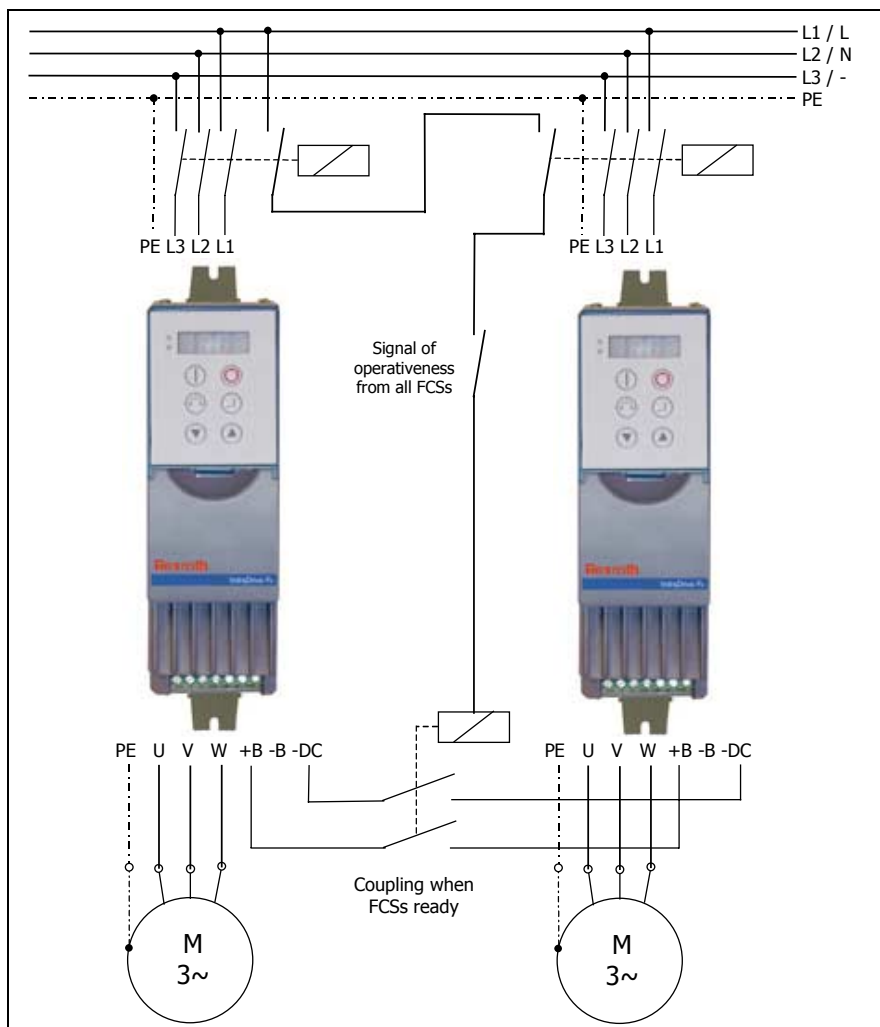 L1 / L
L2 / N
L3 / -
PE
PE L3 L2 L1
PE L3 L2 L1
Signal of
operativeness
from all FCSs
Rexroth
Rexroth
PE U V W +B -B -DC
PE U V W +B -B -DC
Coupling when
FCSs ready
M
3~
M
3~